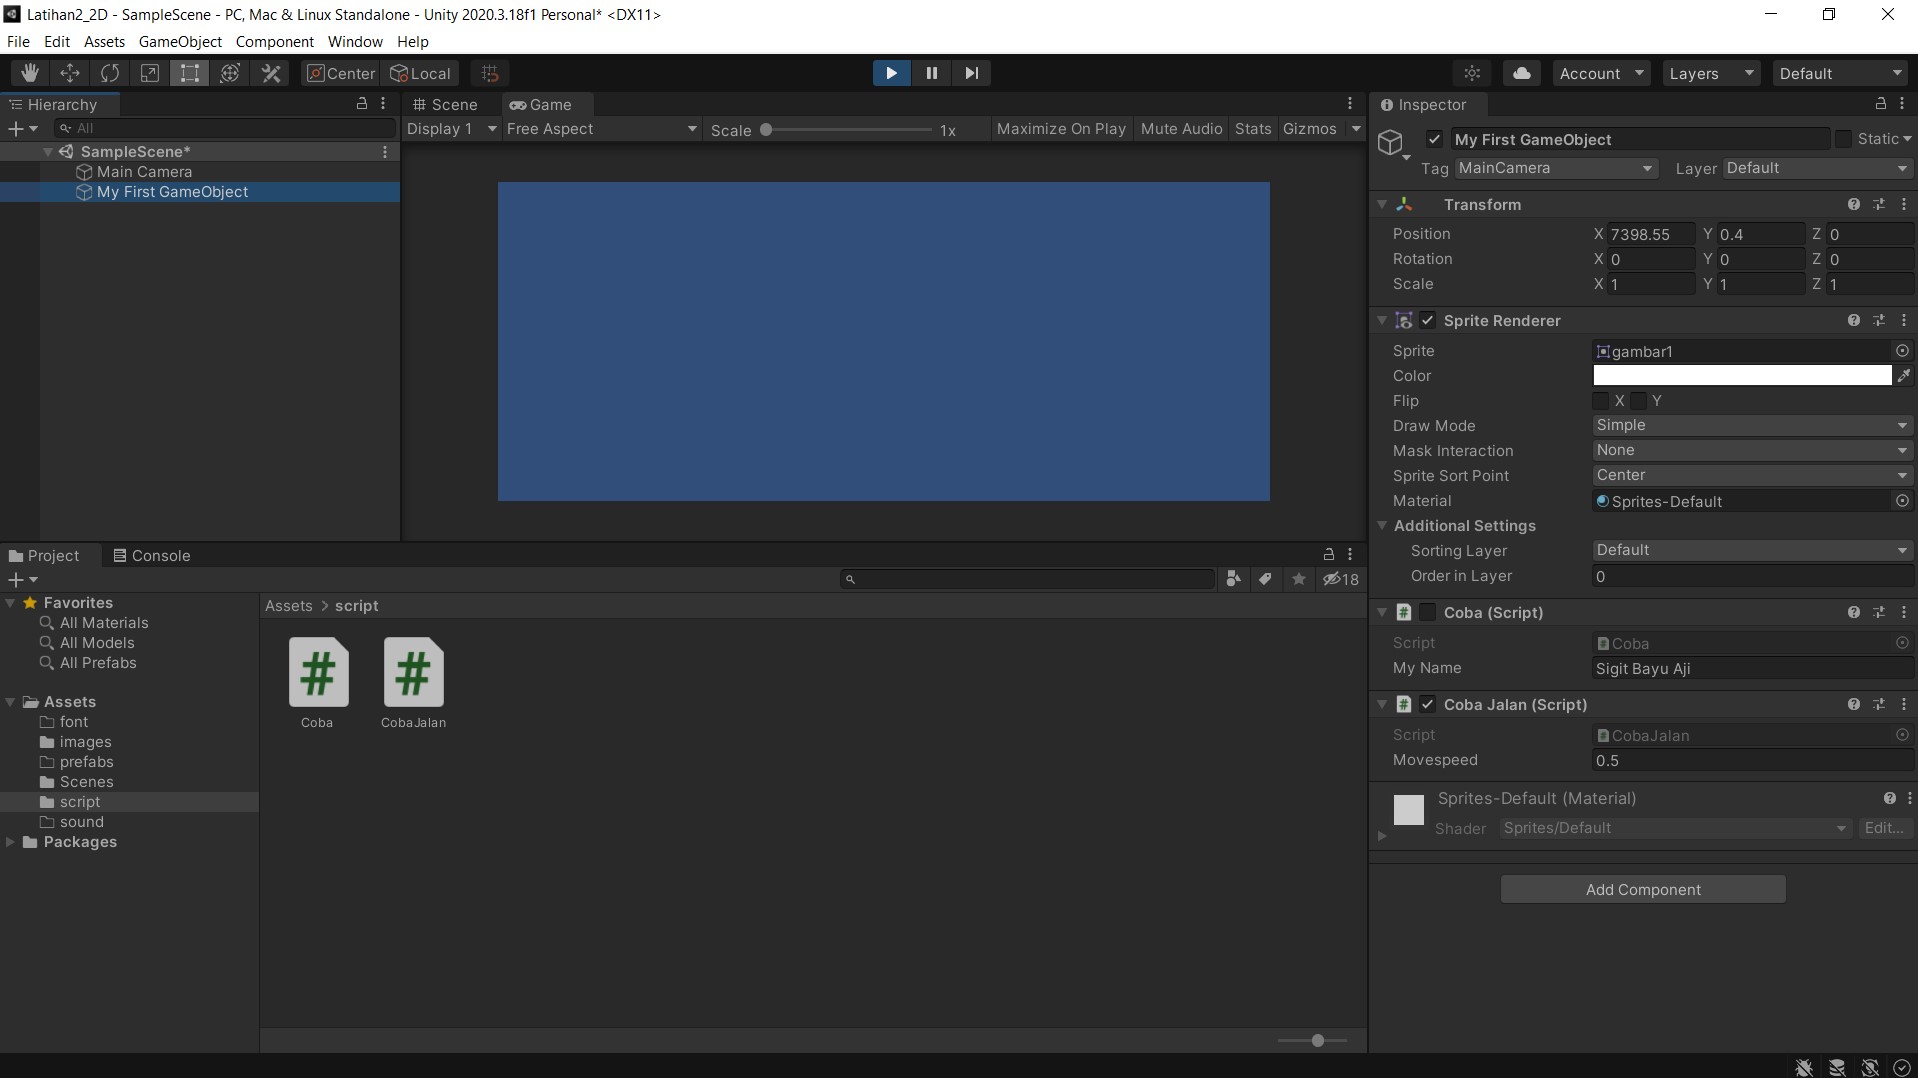 Latihan2_2D - SampleScene - PC, Mac & Linux Standalone - Unity 2020.3.18f1 Personal* <DX11>
File Edit Assets GameObject Component Window Help
Center Local Account Layers Default
Hierarchy
All
SampleScene*
Main Camera
My First GameObject
Scene Game
Display 1 Free Aspect Scale 1x Maximize On Play Mute Audio Stats Gizmos
Inspector
My First GameObject Static
Tag MainCamera Layer Default
Transform
Position X 7398.55 Y 0.4 Z 0
Rotation X 0 Y 0 Z 0
Scale X 1 Y 1 Z 1
Sprite Renderer
Sprite gambar1
Color
Flip X Y
Draw Mode Simple
Mask Interaction None
Sprite Sort Point Center
Material Sprites-Default
Additional Settings
Sorting Layer Default
Order in Layer 0
Coba (Script)
Script Coba
My Name Sigit Bayu Aji
Coba Jalan (Script)
Script CobaJalan
Movespeed 0.5
Sprites-Default (Material)
Shader Sprites/Default Edit...
Add Component
Project Console
18
Favorites
All Materials
All Models
All Prefabs
Assets
font
images
prefabs
Scenes
script
sound
Packages
Assets > script
Coba CobaJalan